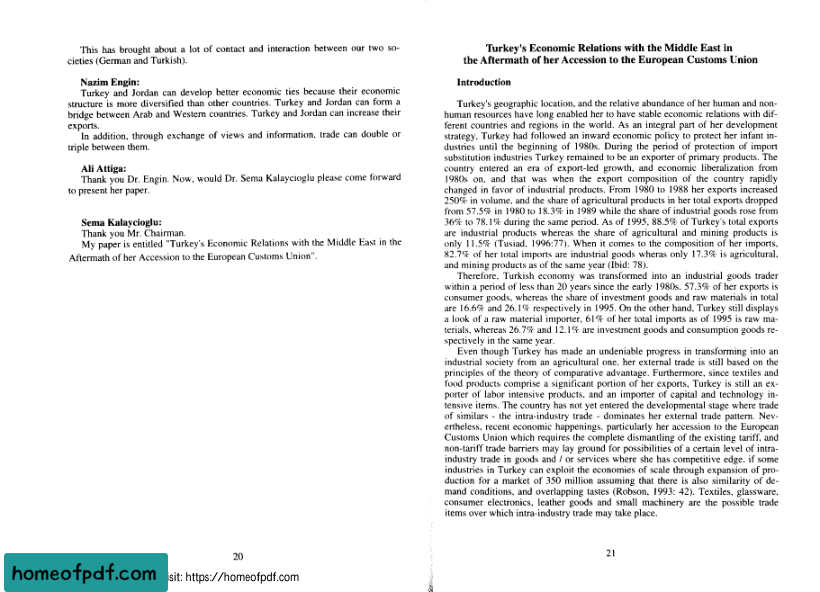 This has brought about a lot of contact and interaction between our two so-
cieties (German and Turkish).
Nazim Engin:
Turkey and Jordan can develop better economic ties because their economic
structure is more diversified than other countries. Turkey and Jordan can form a
bridge between Arab and Western countries. Turkey and Jordan can increase their
exports.
In addition, through exchange of views and information, trade can double or
triple between them.
Ali Attiga:
Thank you Dr. Engin. Now, would Dr. Sema Kalaycioglu please come forward
to present her paper.
Sema Kalaycioglu:
Thank you Mr. Chairman.
My paper is entitled "Turkey's Economic Relations with the Middle East in the
Aftermath of her Accession to the European Customs Union".
20
Turkey's Economic Relations with the Middle East in
the Aftermath of her Accession to the European Customs Union
Introduction
Turkey's geographic location, and the relative abundance of her human and non-
human resources have long enabled her to have stable economic relations with dif-
ferent countries and regions in the world. As an integral part of her development
strategy, Turkey had followed an inward economic policy to protect her infant in-
dustries until the beginning of 1980s. During the period of protection of import
substitution industries Turkey remained to be an exporter of primary products. The
country entered an era of export-led growth, and economic liberalization from
1980s on, and that was when the export composition of the country rapidly
changed in favor of industrial products. From 1980 to 1988 her exports increased
250% in volume, and the share of agricultural products in her total exports dropped
from 57.5% in 1980 to 18.3% in 1989 while the share of industrial goods rose from
36% to 78.1% during the same period. As of 1995, 88.5% of Turkey's total exports
are industrial products whereas the share of agricultural and mining products is
only 11.5% (Tusiad, 1996:77). When it comes to the composition of her imports,
82.7% of her total imports are industrial goods wheras only 17.3% is agricultural,
and mining products as of the same year (Ibid: 78).
Therefore, Turkish economy was transformed into an industrial goods trader
within a period of less than 20 years since the early 1980s. 57.3% of her exports is
consumer goods, whereas the share of investment goods and raw materials in total
are 16.6% and 26.1% respectively in 1995. On the other hand, Turkey still displays
a look of a raw material importer, 61% of her total imports as of 1995 is raw ma-
terials, whereas 26.7% and 12.1% are investment goods and consumption goods re-
spectively in the same year.
Even though Turkey has made an undeniable progress in transforming into an
industrial society from an agricultural one, her external trade is still based on the
principles of the theory of comparative advantage. Furthermore, since textiles and
food products comprise a significant portion of her exports, Turkey is still an ex-
porter of labor intensive products, and an importer of capital and technology in-
tensive items. The country has not yet entered the developmental stage where trade
of similars - the intra-industry trade - dominates her external trade pattern. Nev-
ertheless, recent economic happenings, particularly her accession to the European
Customs Union which requires the complete dismantling of the existing tariff, and
non-tariff trade barriers may lay ground for possibilities of a certain level of intra-
industry trade in goods and / or services where she has competitive edge, if some
industries in Turkey can exploit the economies of scale through expansion of pro-
duction for a market of 350 million assuming that there is also similarity of de-
mand conditions, and overlapping tastes (Robson, 1993: 42). Textiles, glassware,
consumer electronics, leather goods and small machinery are the possible trade
items over which intra-industry trade may take place.
21
homeofpdf.com
isit: https://homeofpdf.com